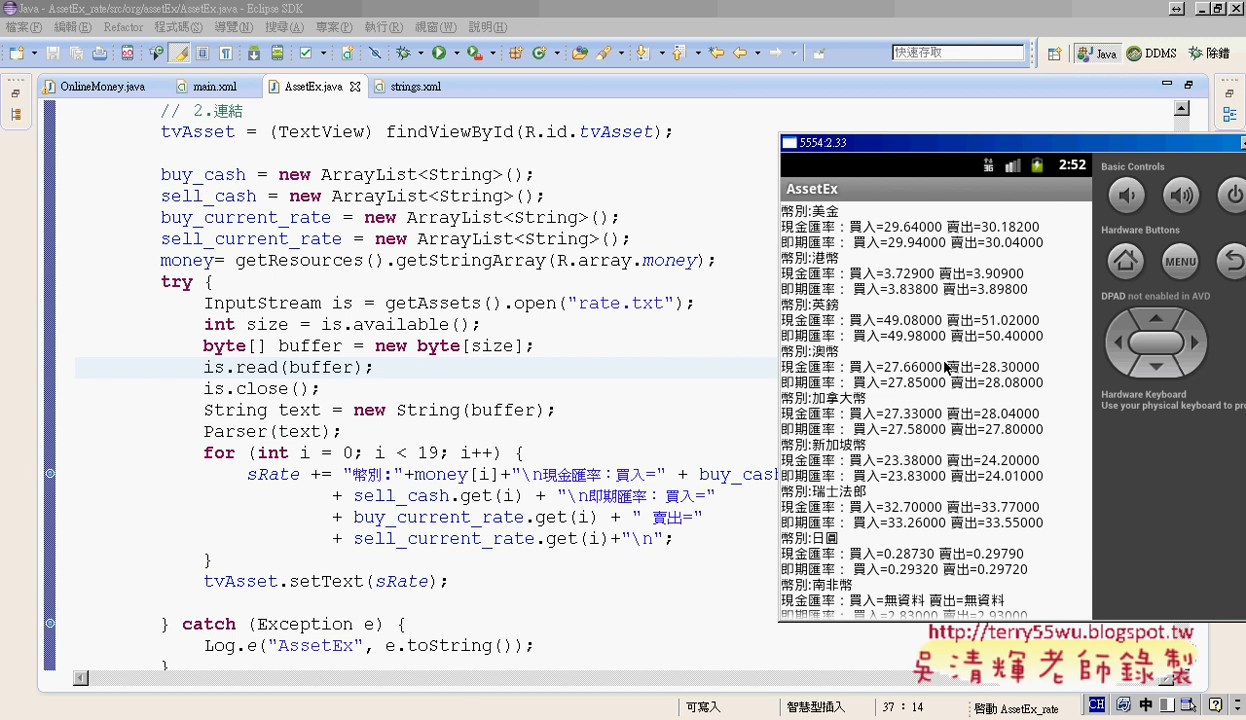 Java - AssetEx_rate/src/org/assetEx/AssetEx.java - Eclipse SDK
檔案(F) 編輯(E) Refactor 程式碼(S) 導覽(N) 搜尋(A) 專案(P) 執行(R) 視窗(W) 說明(H)
快速存取 Java DDMS 除錯
OnlineMoney.java main.xml AssetEx.java strings.xml
// 2.連結
tvAsset = (TextView) findViewById(R.id.tvAsset);
buy_cash = new ArrayList<String>();
sell_cash = new ArrayList<String>();
buy_current_rate = new ArrayList<String>();
sell_current_rate = new ArrayList<String>();
money= getResources().getStringArray(R.array.money);
try {
InputStream is = getAssets().open("rate.txt");
int size = is.available();
byte[] buffer = new byte[size];
is.read(buffer);
is.close();
String text = new String(buffer);
Parser(text);
for (int i = 0; i < 19; i++) {
sRate += "幣別:"+money[i]+"\n現金匯率：買入=" + buy_cash
+ sell_cash.get(i) + "\n即期匯率： 買入="
+ buy_current_rate.get(i) + " 賣出="
+ sell_current_rate.get(i)+"\n";
}
tvAsset.setText(sRate);
} catch (Exception e) {
Log.e("AssetEx", e.toString());
}
5554:2.33
3G 2:52
AssetEx
幣別:美金
現金匯率：買入=29.64000 賣出=30.18200
即期匯率： 買入=29.94000 賣出=30.04000
幣別:港幣
現金匯率：買入=3.72900 賣出=3.90900
即期匯率： 買入=3.83800 賣出=3.89800
幣別:英鎊
現金匯率：買入=49.08000 賣出=51.02000
即期匯率： 買入=49.98000 賣出=50.40000
幣別:澳幣
現金匯率：買入=27.66000 賣出=28.30000
即期匯率： 買入=27.85000 賣出=28.08000
幣別:加拿大幣
現金匯率：買入=27.33000 賣出=28.04000
即期匯率： 買入=27.58000 賣出=27.80000
幣別:新加坡幣
現金匯率：買入=23.38000 賣出=24.20000
即期匯率： 買入=23.83000 賣出=24.01000
幣別:瑞士法郎
現金匯率：買入=32.70000 賣出=33.77000
即期匯率： 買入=33.26000 賣出=33.55000
幣別:日圓
現金匯率：買入=0.28730 賣出=0.29790
即期匯率： 買入=0.29320 賣出=0.29720
幣別:南非幣
現金匯率：買入=無資料 賣出=無資料
即期匯率： 買入=2.83000 賣出=2.93000
Basic Controls
Hardware Buttons
MENU
DPAD not enabled in AVD
Hardware Keyboard
Use your physical keyboard to pro
http://terry55wu.blogspot.tw
吳清輝老師錄製
可寫入 智慧型插入 37 : 14 啓動 AssetEx_rate CH 中